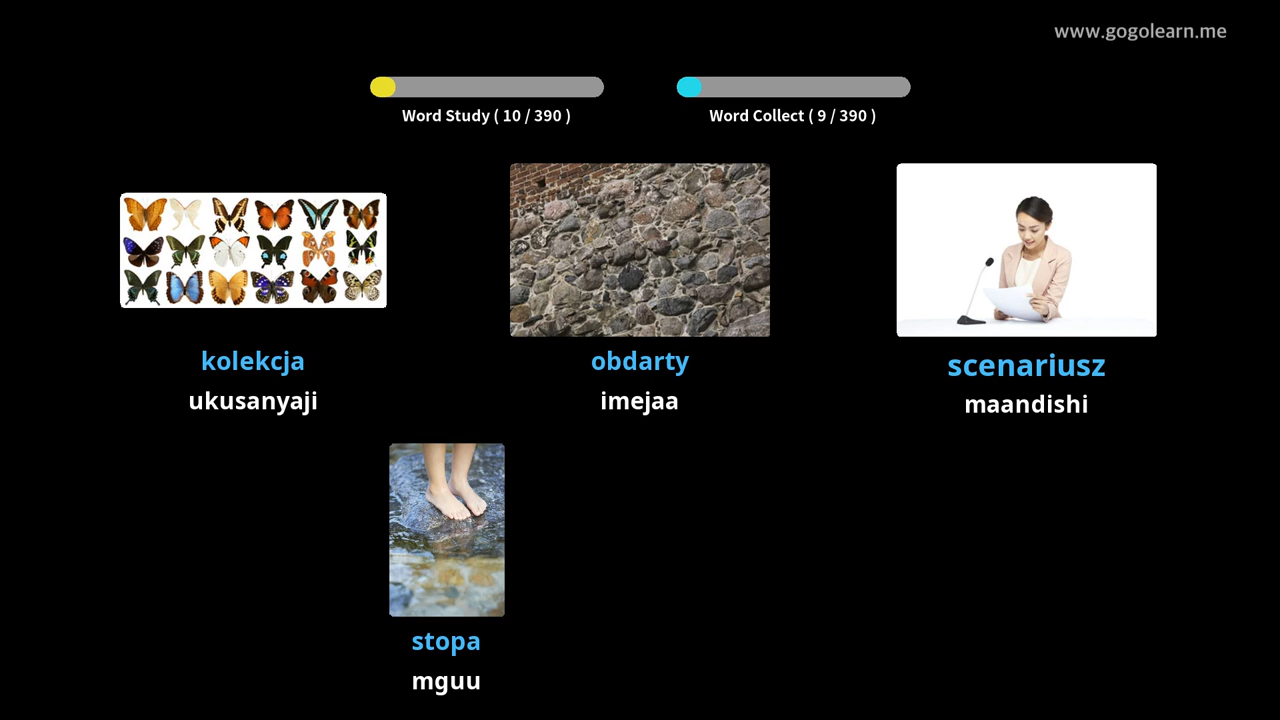 www.gogolearn.me
Word Study ( 10 / 390 )
Word Collect ( 9 / 390 )
kolekcja
ukusanyaji
obdarty
imejaa
scenariusz
maandishi
stopa
mguu